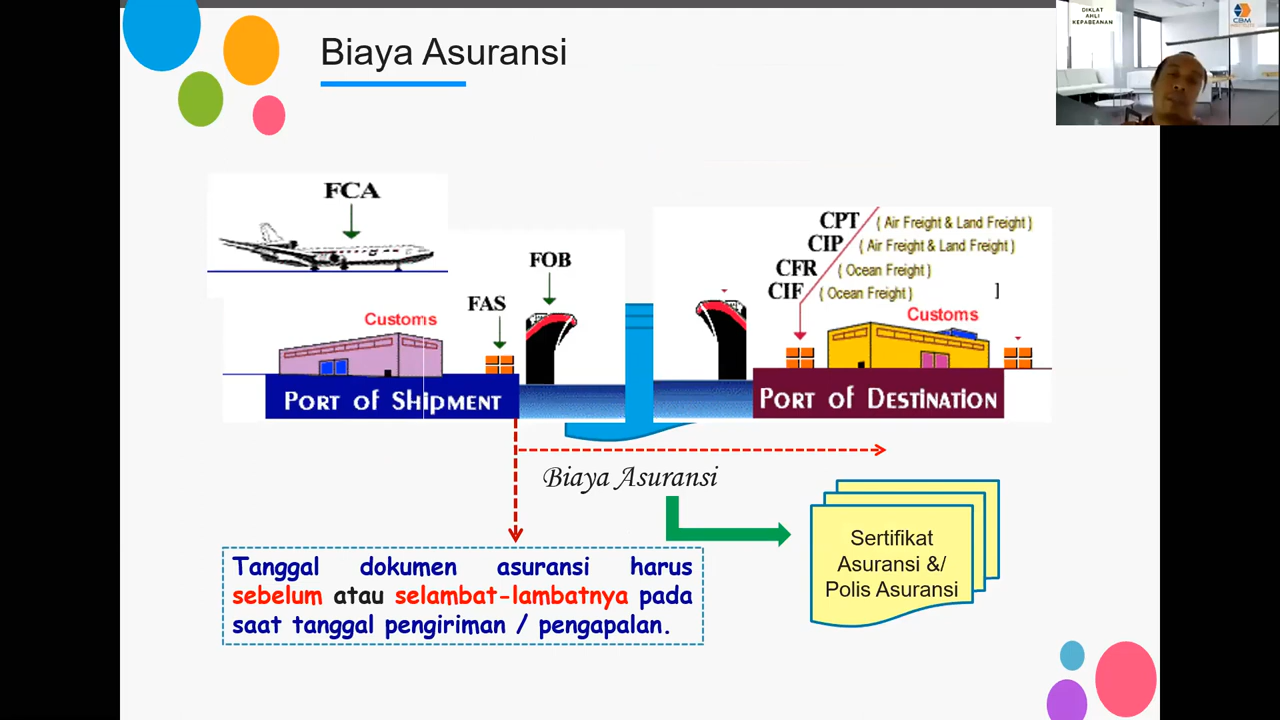 Biaya Asuransi
DIKLAT
AHLI
KEPABEANAN
CBM
INSTITUTE
FCA
FOB
FAS
Customs
Port of Shipment
CPT ( Air Freight & Land Freight )
CIP ( Air Freight & Land Freight )
CFR ( Ocean Freight )
CIF ( Ocean Freight )
]
Customs
Port of Destination
Biaya Asuransi
Tanggal dokumen asuransi harus
sebelum atau selambat-lambatnya pada
saat tanggal pengiriman / pengapalan.
Sertifikat
Asuransi &/
Polis Asuransi